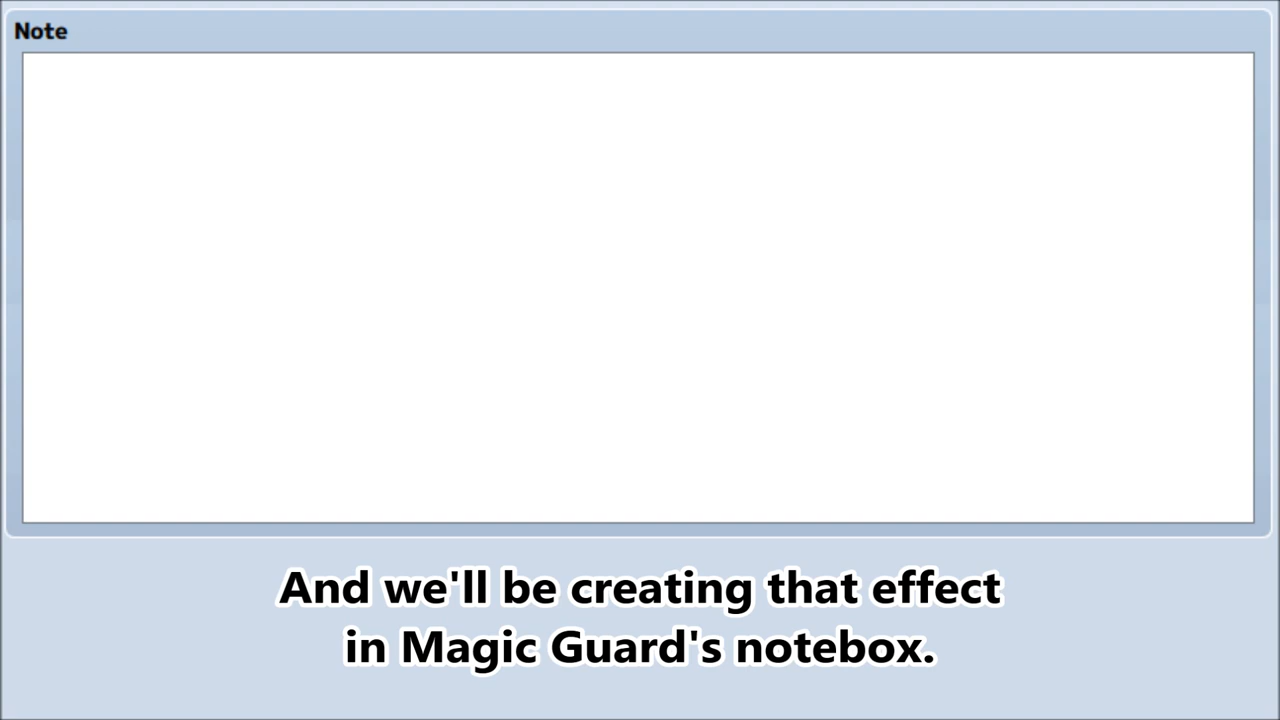 Note
And we'll be creating that effect
in Magic Guard's notebox.